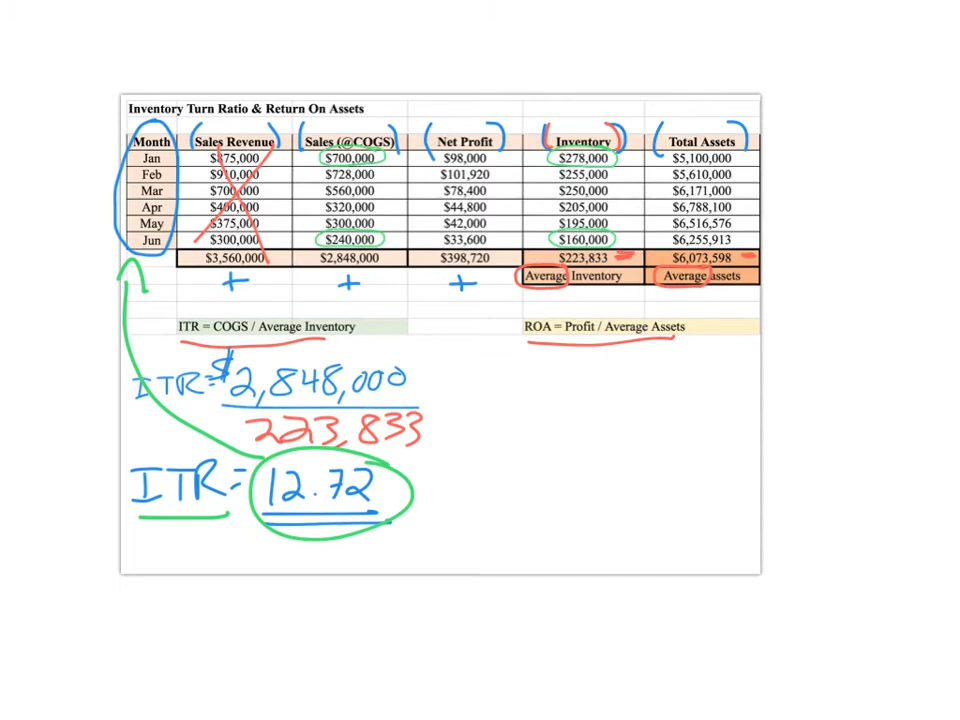 Inventory Turn Ratio & Return On Assets
Month Sales Revenue Sales (@COGS) Net Profit Inventory Total Assets
Jan $875,000 $700,000 $98,000 $278,000 $5,100,000
Feb $910,000 $728,000 $101,920 $255,000 $5,610,000
Mar $700,000 $560,000 $78,400 $250,000 $6,171,000
Apr $400,000 $320,000 $44,800 $205,000 $6,788,100
May $375,000 $300,000 $42,000 $195,000 $6,516,576
Jun $300,000 $240,000 $33,600 $160,000 $6,255,913
$3,560,000 $2,848,000 $398,720 $223,833 $6,073,598
Average Inventory Average assets
+ + +
ITR = COGS / Average Inventory ROA = Profit / Average Assets
ITR=$2,848,000
223,833
ITR= 12.72